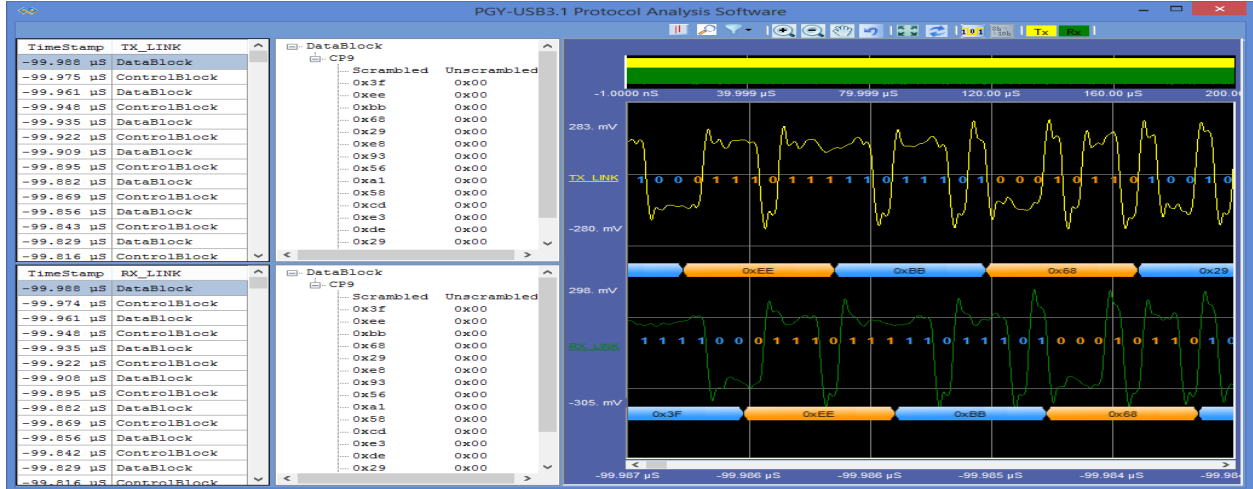 PGY-USB3.1 Protocol Analysis Software
Tx Rx
TimeStamp TX_LINK
-99.988 µS DataBlock
-99.975 µS ControlBlock
-99.961 µS DataBlock
-99.948 µS ControlBlock
-99.935 µS DataBlock
-99.922 µS ControlBlock
-99.909 µS DataBlock
-99.895 µS ControlBlock
-99.882 µS DataBlock
-99.869 µS ControlBlock
-99.856 µS DataBlock
-99.843 µS ControlBlock
-99.829 µS DataBlock
-99.816 µS ControlBlock
DataBlock
CP9
Scrambled Unscrambled
0x3f 0x00
0xee 0x00
0xbb 0x00
0x68 0x00
0x29 0x00
0xe8 0x00
0x93 0x00
0x56 0x00
0xa1 0x00
0x58 0x00
0xcd 0x00
0xe3 0x00
0xde 0x00
0x29 0x00
TimeStamp RX_LINK
-99.988 µS DataBlock
-99.974 µS ControlBlock
-99.961 µS DataBlock
-99.948 µS ControlBlock
-99.935 µS DataBlock
-99.922 µS ControlBlock
-99.908 µS DataBlock
-99.895 µS ControlBlock
-99.882 µS DataBlock
-99.869 µS ControlBlock
-99.856 µS DataBlock
-99.842 µS ControlBlock
-99.829 µS DataBlock
-99.816 µS ControlBlock
DataBlock
CP9
Scrambled Unscrambled
0x3f 0x00
0xee 0x00
0xbb 0x00
0x68 0x00
0x29 0x00
0xe8 0x00
0x93 0x00
0x56 0x00
0xa1 0x00
0x58 0x00
0xcd 0x00
0xe3 0x00
0xde 0x00
0x29 0x00
-1.0000 nS 39.999 µS 79.999 µS 120.00 µS 160.00 µS 200.0
283. mV
TX_LINK 1 0 0 0 1 1 1 0 1 1 1 1 1 1 0 1 1 1 0 1 0 0 0 1 0 1 1 0 1 0 0 1 0
-280. mV
0xEE 0xBB 0x68 0x29
298. mV
RX_LINK 1 1 1 1 0 0 0 1 1 1 0 1 1 1 1 1 1 0 1 1 1 0 1 0 0 0 1 0 1 1 0 1 0
-305. mV
0x3F 0xEE 0xBB 0x68
-99.987 µS -99.986 µS -99.986 µS -99.985 µS -99.984 µS -99.98